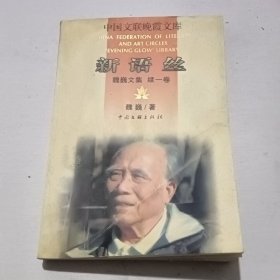 中国文联晚霞文库
CHINA FEDERATION OF LITERARY
AND ART CIRCLES
"EVENING GLOW" LIBRARY
新语丝
魏巍文集 续一卷
魏巍/著
中国文联出版社